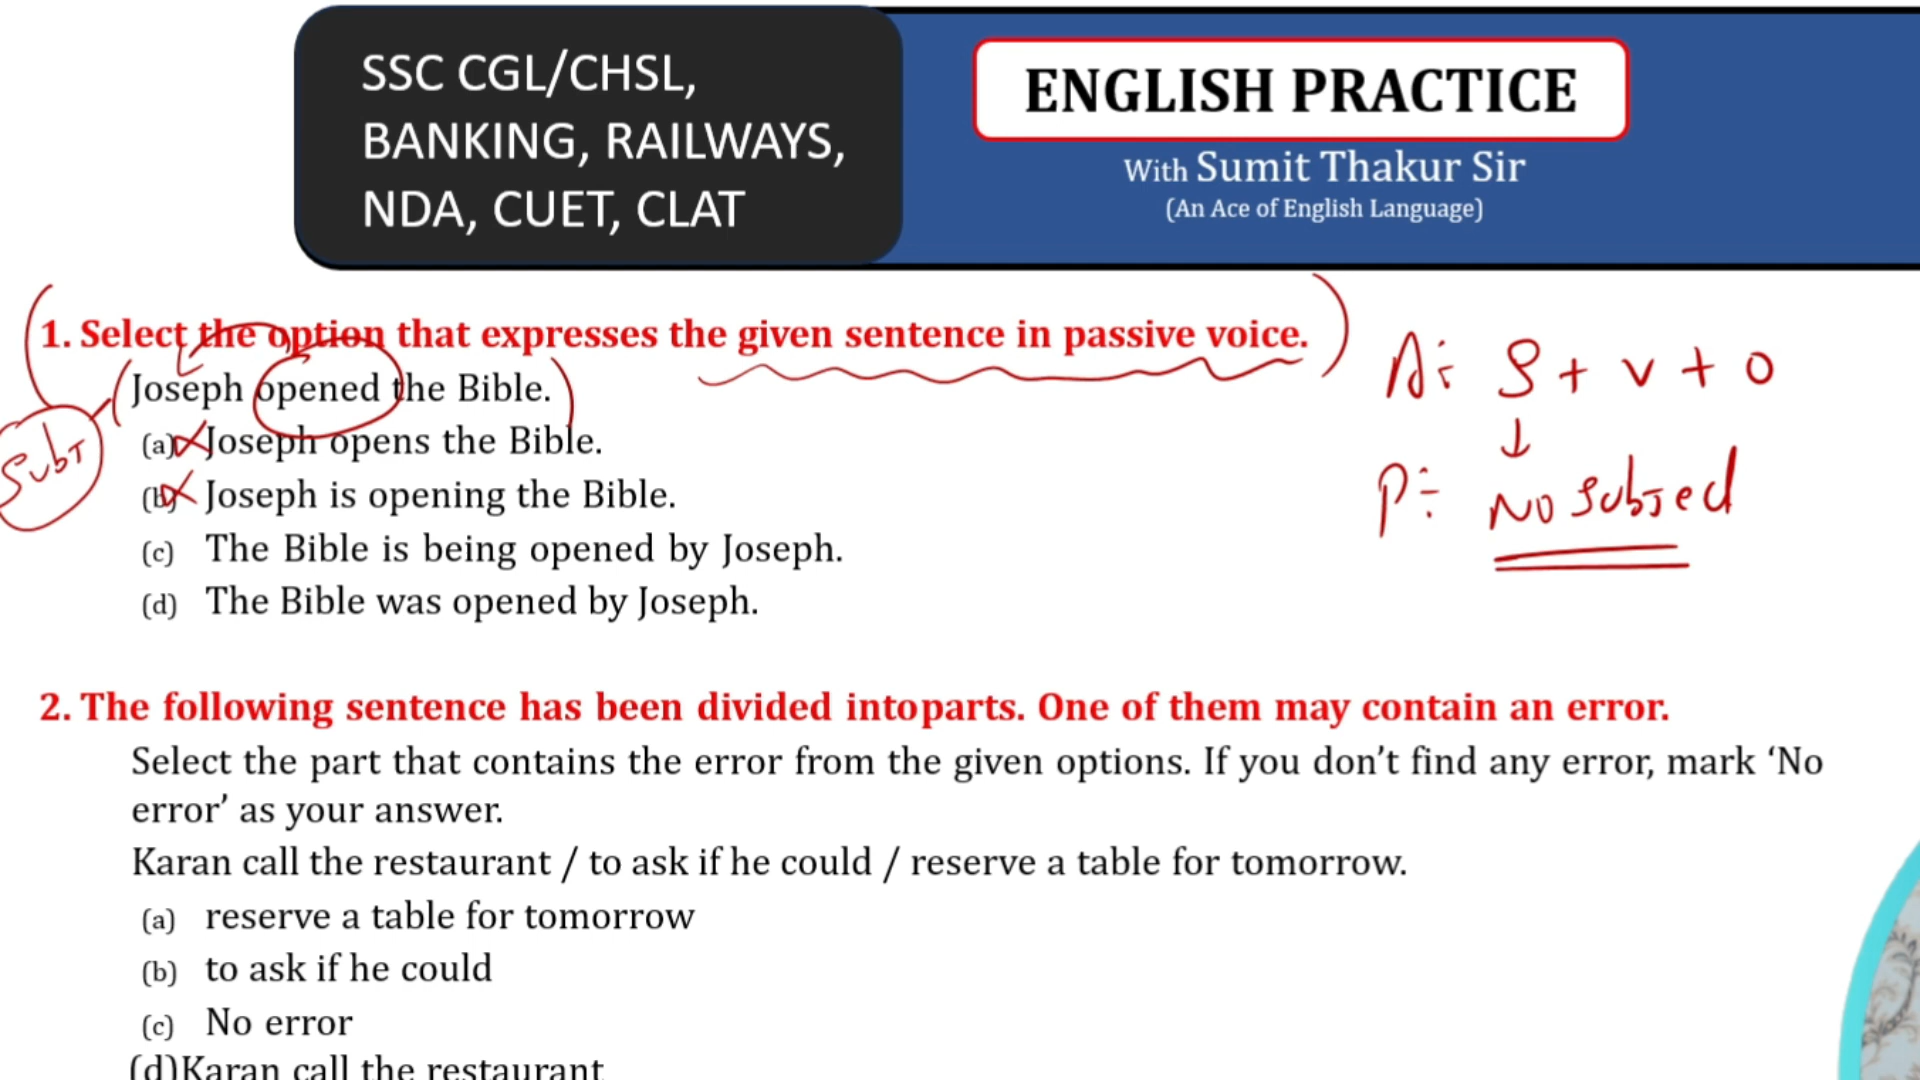 SSC CGL/CHSL,
BANKING, RAILWAYS,
NDA, CUET, CLAT
ENGLISH PRACTICE
With Sumit Thakur Sir
(An Ace of English Language)
1. Select the option that expresses the given sentence in passive voice.
Joseph opened the Bible.
(a) Joseph opens the Bible.
(b) Joseph is opening the Bible.
(c) The Bible is being opened by Joseph.
(d) The Bible was opened by Joseph.
SubJ
A: S + V + O
↓
P: No Subject
2. The following sentence has been divided intoparts. One of them may contain an error.
Select the part that contains the error from the given options. If you don’t find any error, mark ‘No
error’ as your answer.
Karan call the restaurant / to ask if he could / reserve a table for tomorrow.
(a) reserve a table for tomorrow
(b) to ask if he could
(c) No error
(d)Karan call the restaurant